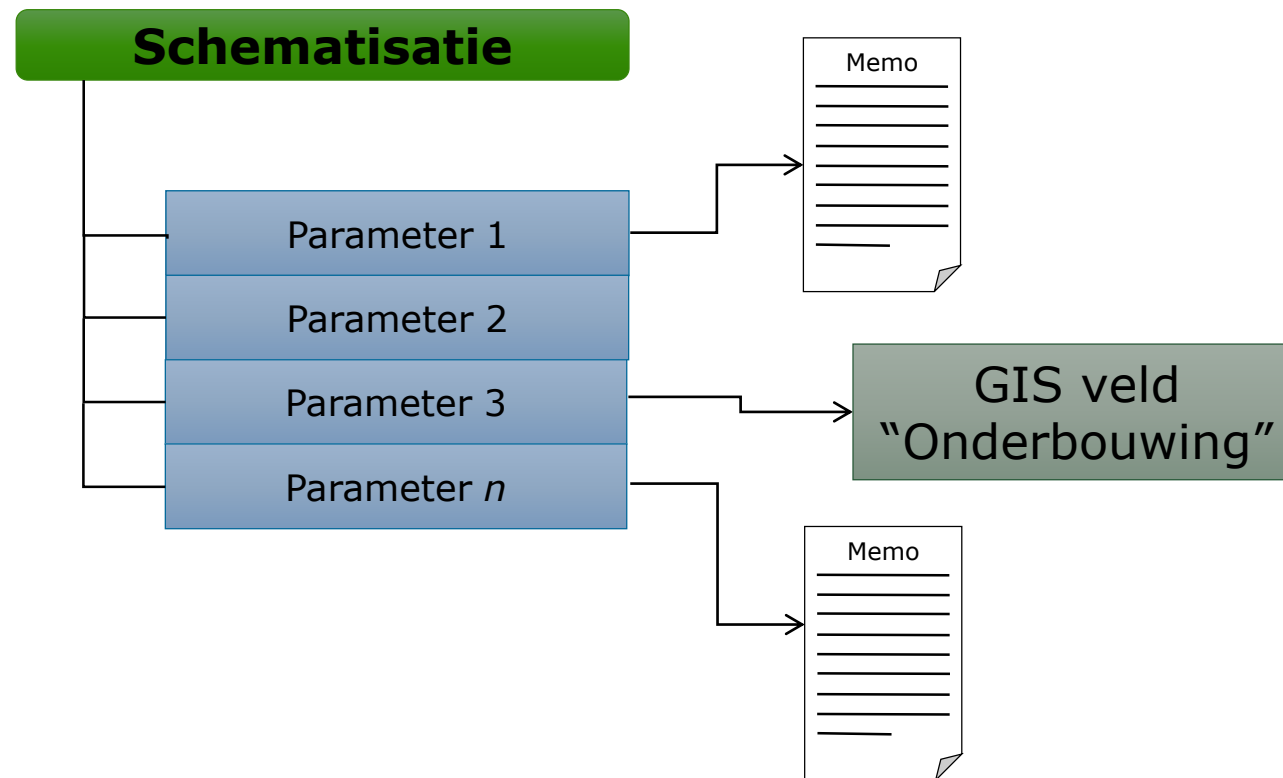 Schematisatie
Memo
Parameter 1
Parameter 2
Parameter 3
Parameter n
GIS veld
“Onderbouwing”
Memo